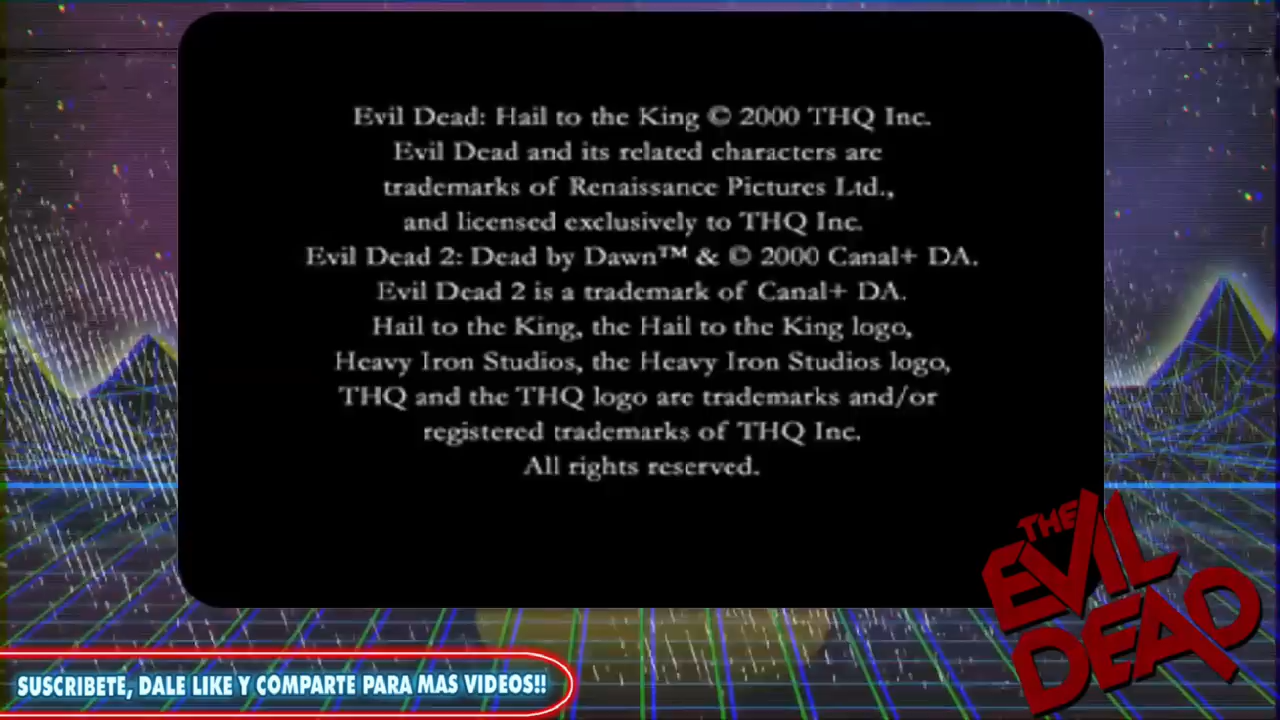 Evil Dead: Hail to the King © 2000 THQ Inc.
Evil Dead and its related characters are
trademarks of Renaissance Pictures Ltd.,
and licensed exclusively to THQ Inc.
Evil Dead 2: Dead by Dawn™ & © 2000 Canal+ DA.
Evil Dead 2 is a trademark of Canal+ DA.
Hail to the King, the Hail to the King logo,
Heavy Iron Studios, the Heavy Iron Studios logo,
THQ and the THQ logo are trademarks and/or
registered trademarks of THQ Inc.
All rights reserved.
THE
EVIL
DEAD
SUSCRIBETE, DALE LIKE Y COMPARTE PARA MAS VIDEOS!!